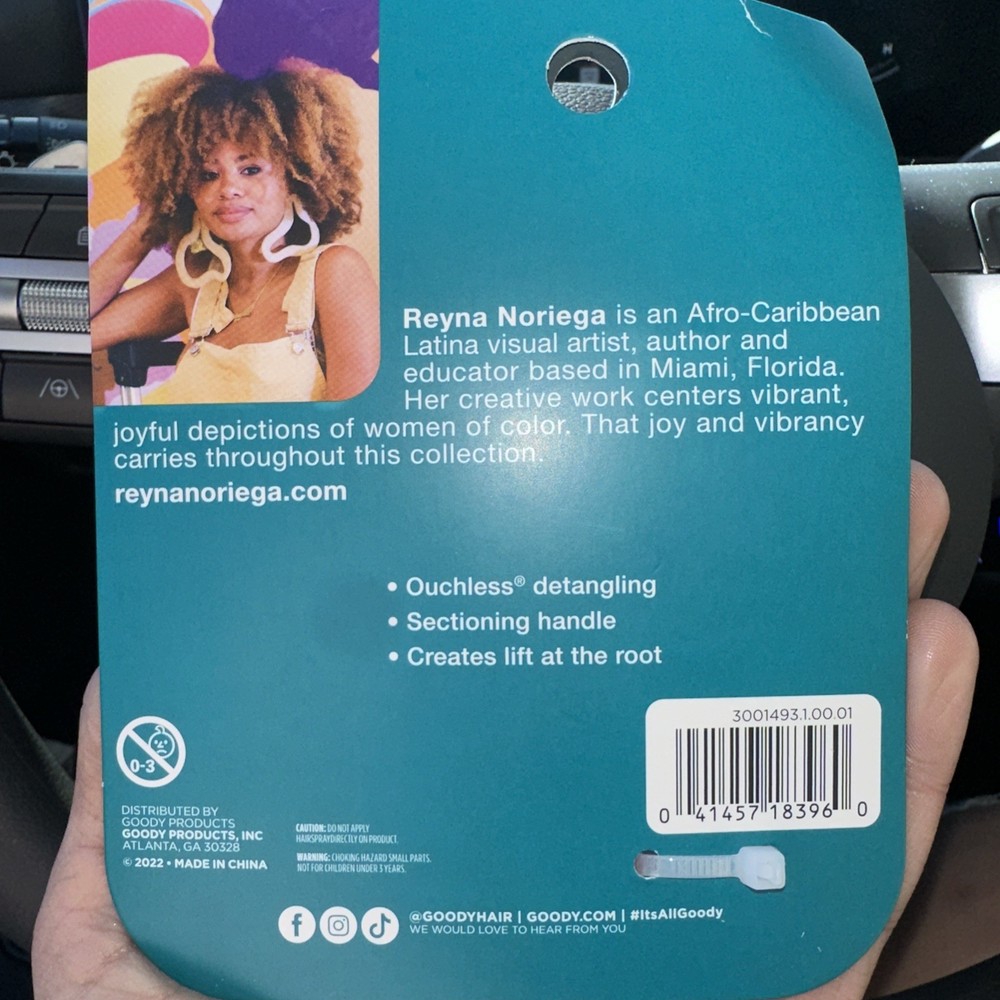 Reyna Noriega is an Afro-Caribbean
Latina visual artist, author and
educator based in Miami, Florida.
Her creative work centers vibrant,
joyful depictions of women of color. That joy and vibrancy
carries throughout this collection.
reynanoriega.com
• Ouchless® detangling
• Sectioning handle
• Creates lift at the root
3001493.1.00.01
0 41457 18396 0
0-3
DISTRIBUTED BY
GOODY PRODUCTS
GOODY PRODUCTS, INC
ATLANTA, GA 30328
© 2022 • MADE IN CHINA
CAUTION: DO NOT APPLY
HAIRSPRAYDIRECTLY ON PRODUCT.
WARNING: CHOKING HAZARD SMALL PARTS.
NOT FOR CHILDREN UNDER 3 YEARS.
@GOODYHAIR | GOODY.COM | #ItsAllGoody
WE WOULD LOVE TO HEAR FROM YOU
H